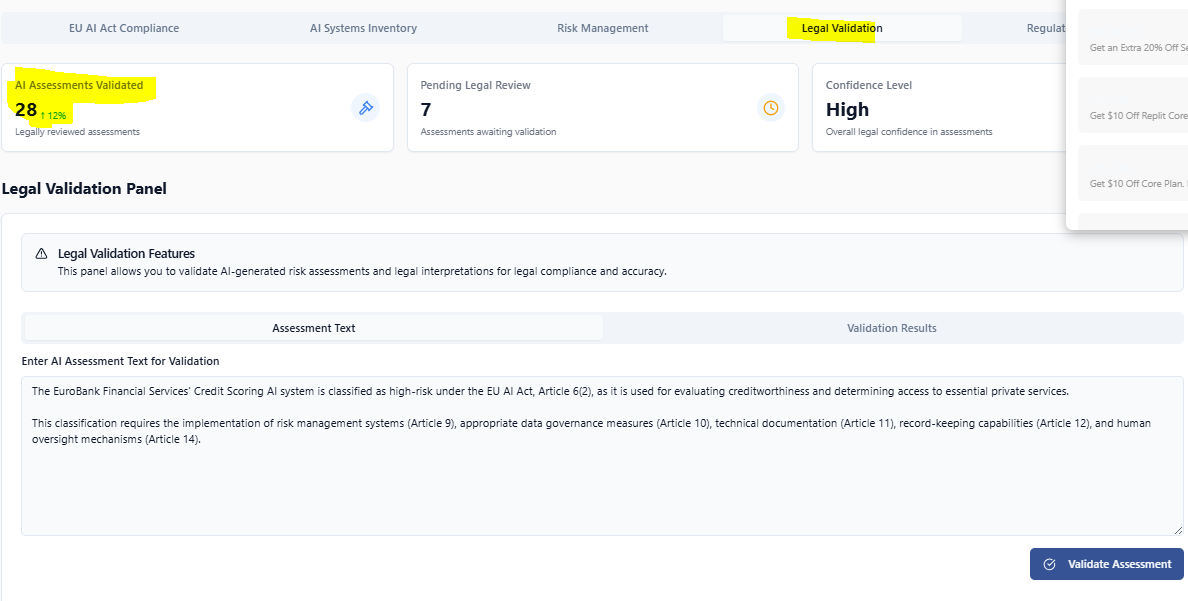 EU AI Act Compliance
AI Systems Inventory
Risk Management
Legal Validation
Regulat
Get an Extra 20% Off Se
Get $10 Off Replit Core
Get $10 Off Core Plan.
AI Assessments Validated
28 ↑ 12%
Legally reviewed assessments
Pending Legal Review
7
Assessments awaiting validation
Confidence Level
High
Overall legal confidence in assessments
Legal Validation Panel
Legal Validation Features
This panel allows you to validate AI-generated risk assessments and legal interpretations for legal compliance and accuracy.
Assessment Text
Validation Results
Enter AI Assessment Text for Validation
The EuroBank Financial Services' Credit Scoring AI system is classified as high-risk under the EU AI Act, Article 6(2), as it is used for evaluating creditworthiness and determining access to essential private services.
This classification requires the implementation of risk management systems (Article 9), appropriate data governance measures (Article 10), technical documentation (Article 11), record-keeping capabilities (Article 12), and human
oversight mechanisms (Article 14).
Validate Assessment